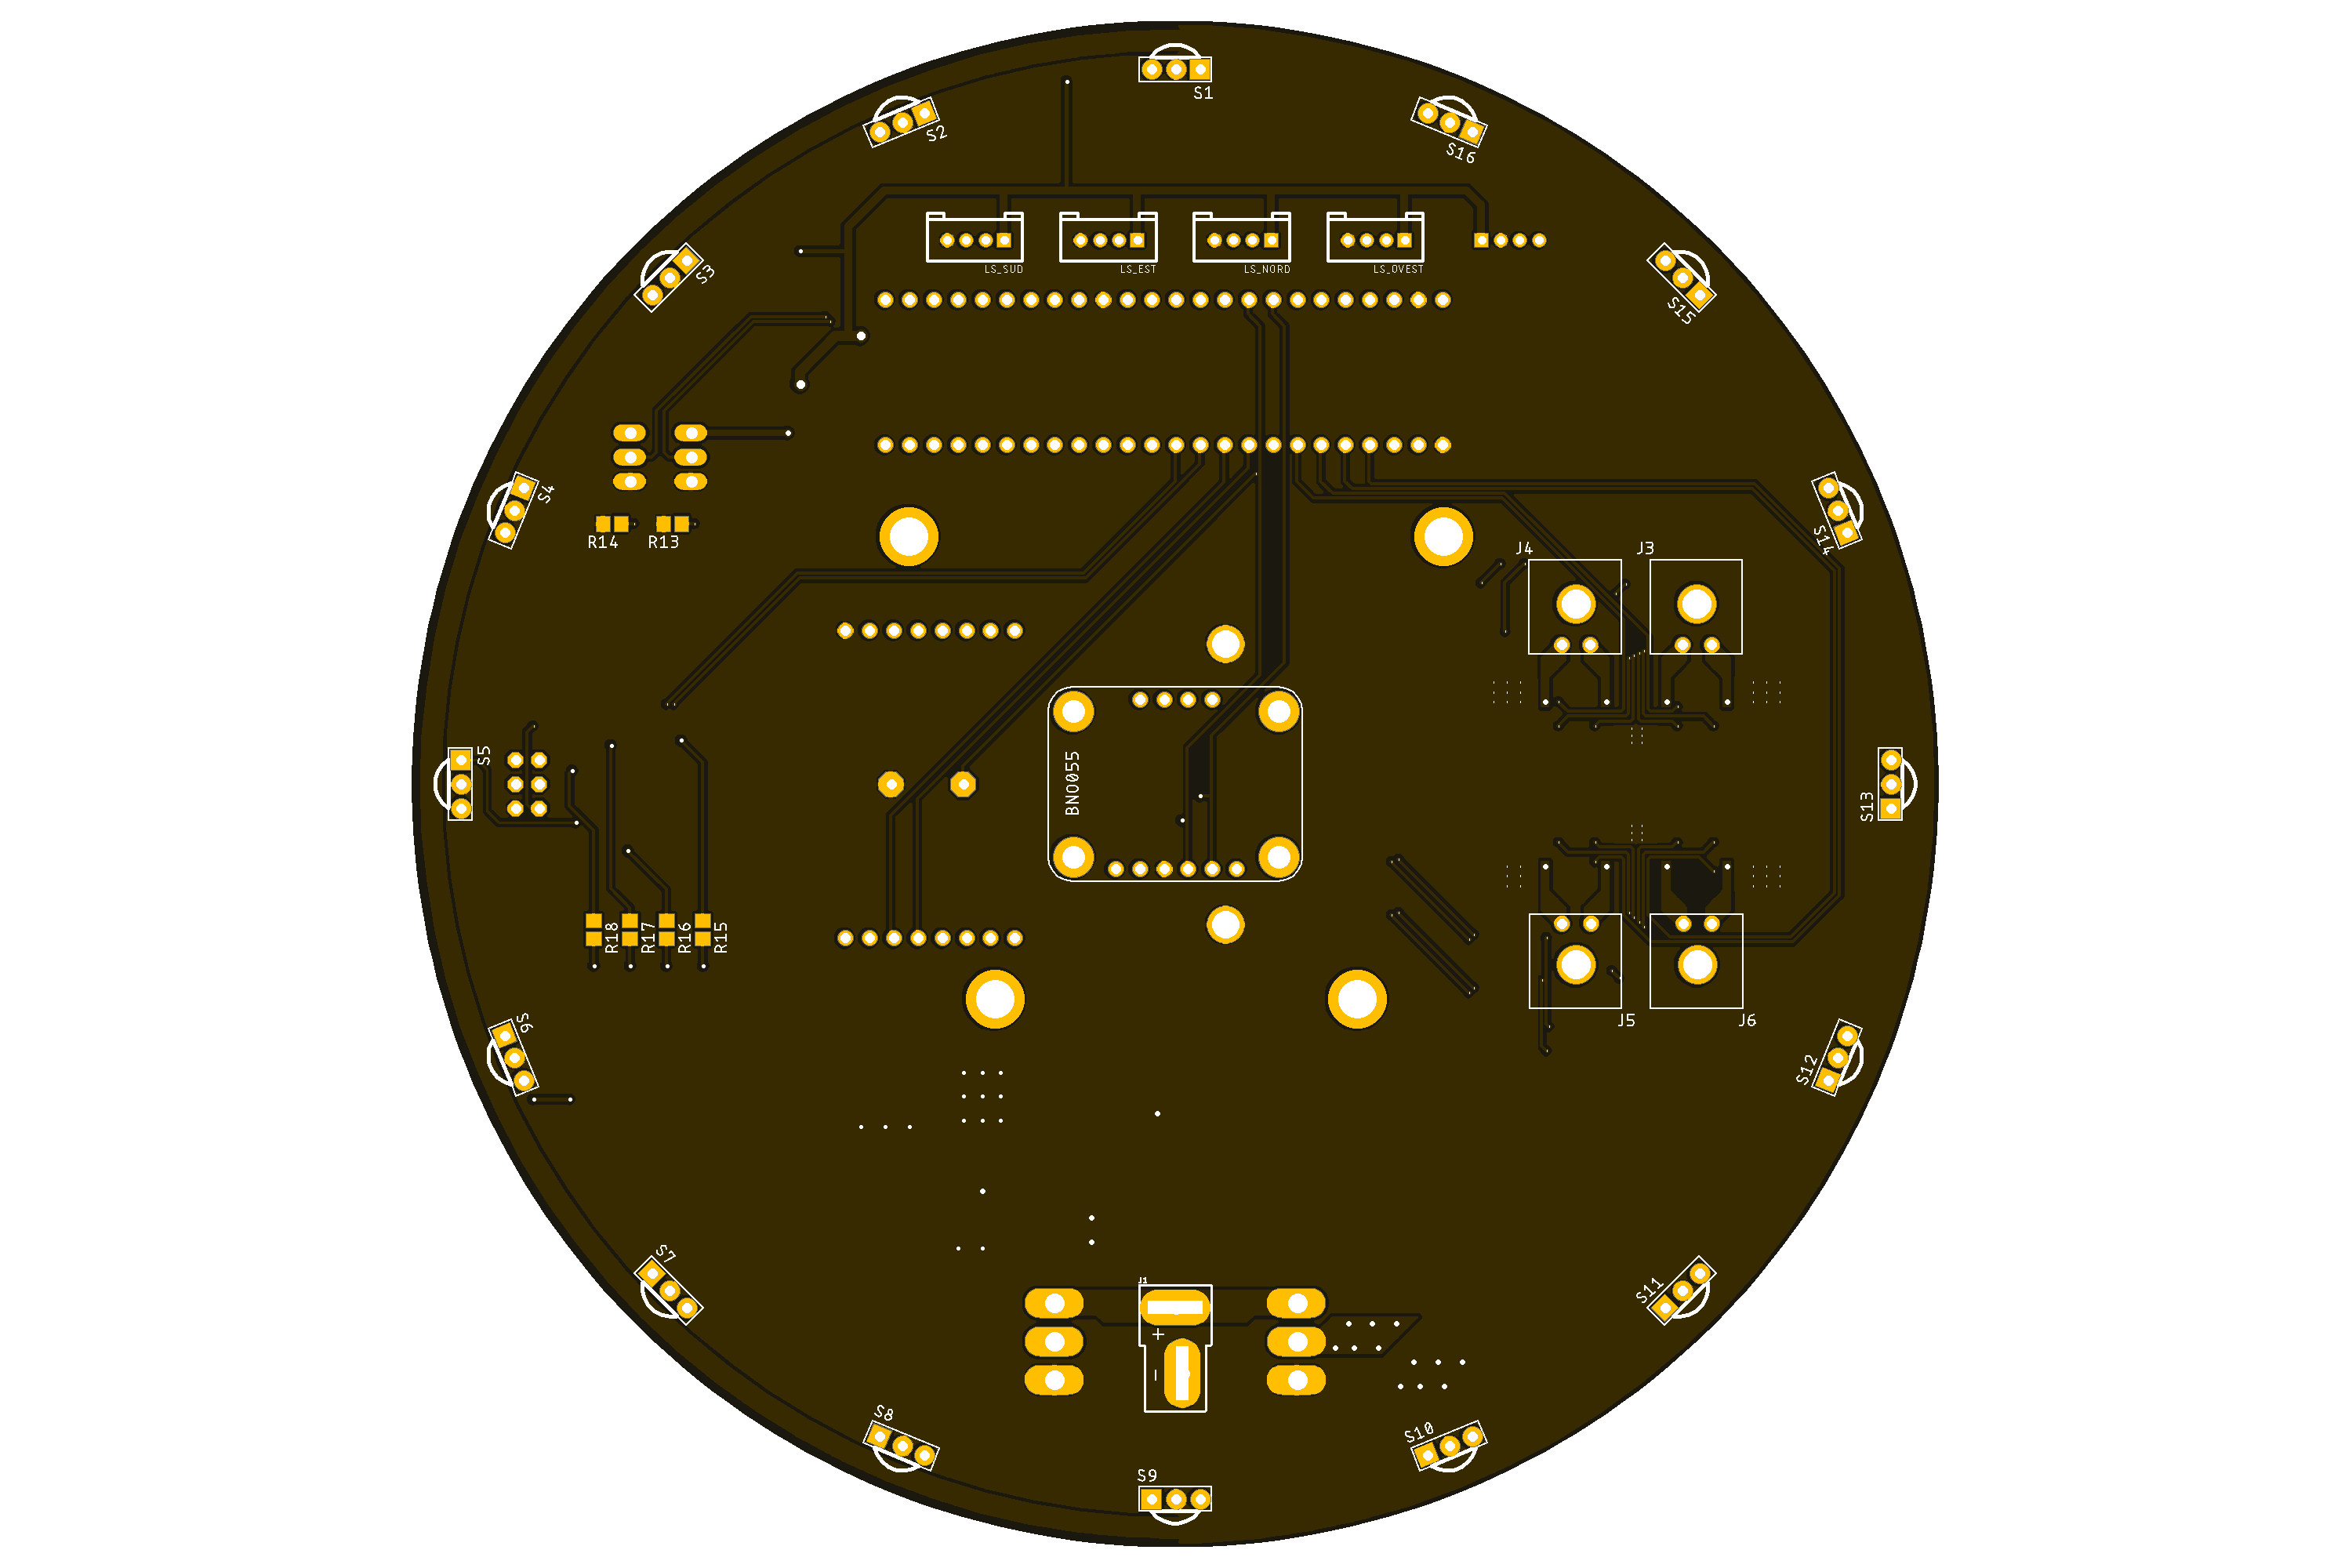 S1
S2
S16
S3
S15
LS_SUD
LS_EST
LS_NORD
LS_OVEST
S4
S14
R14
R13
J4
J3
S5
BNO055
S13
R18
R17
R16
R15
S6
J5
J6
S12
S7
S11
J1
+
-
S8
S10
S9